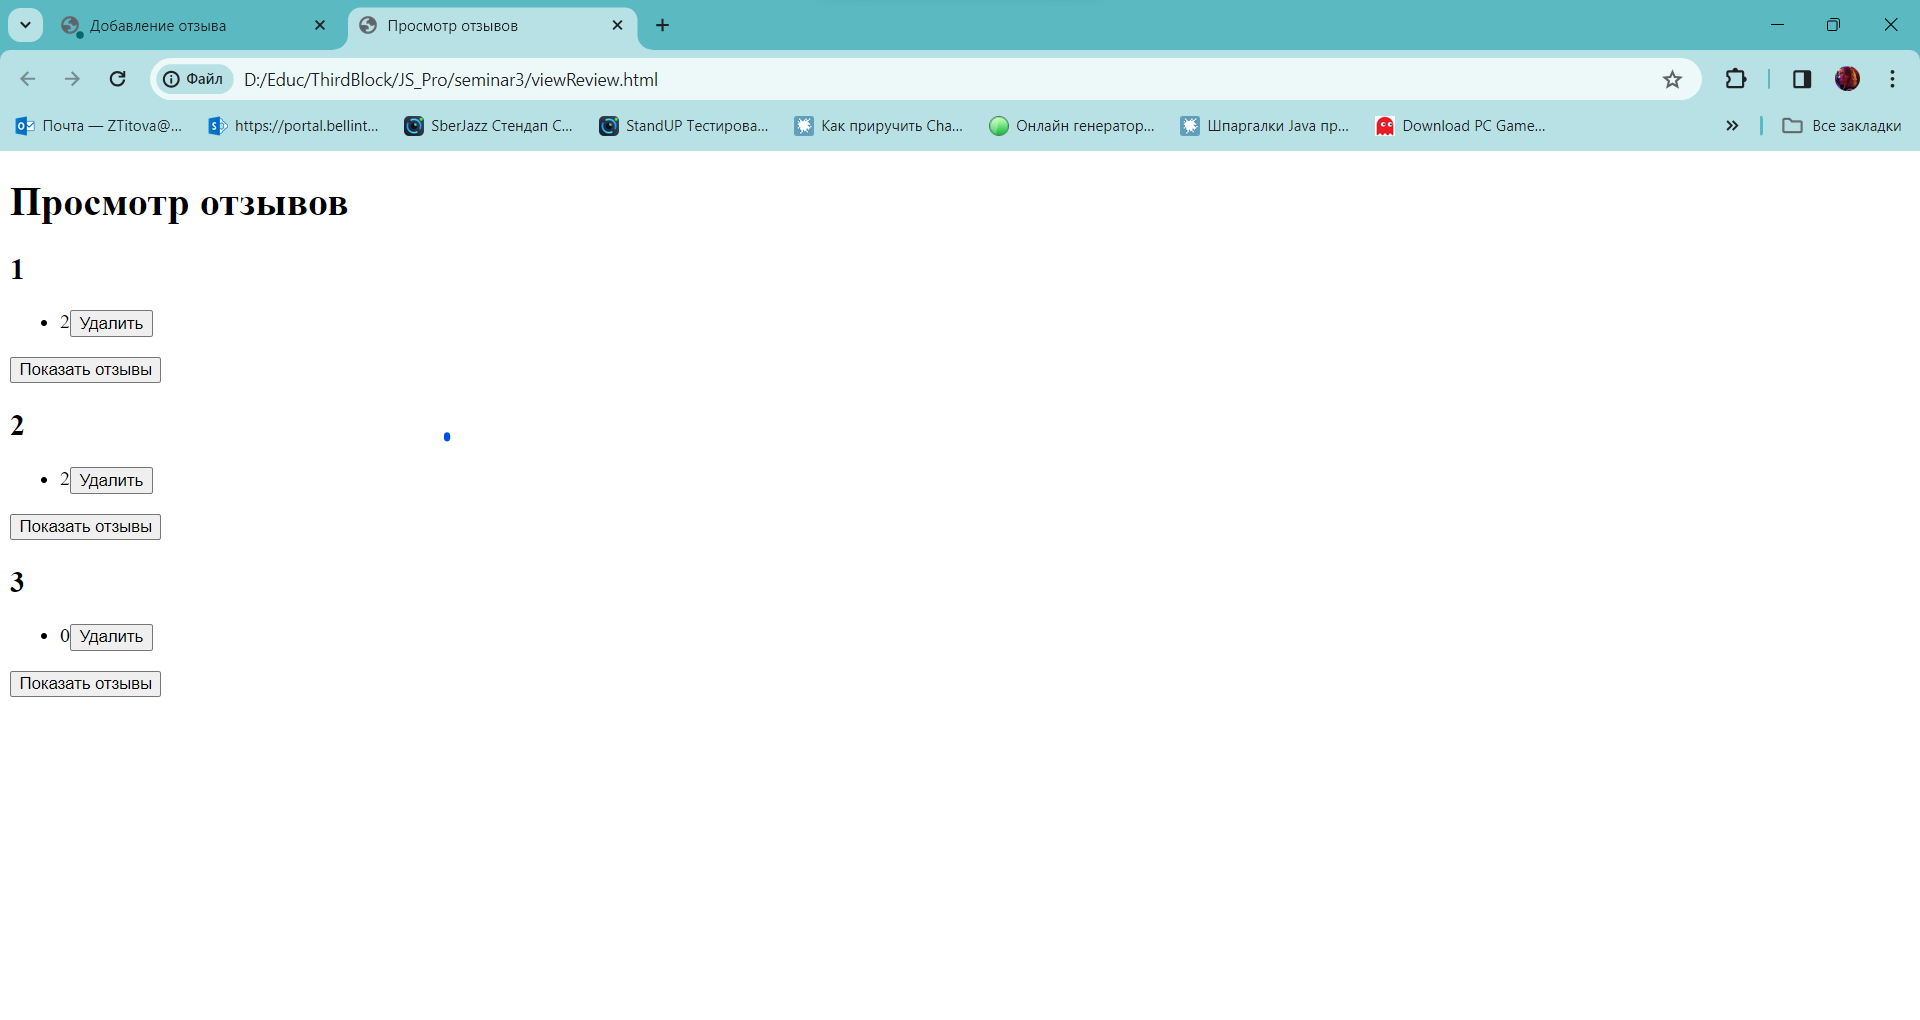 Добавление отзыва
Просмотр отзывов
Файл
D:/Educ/ThirdBlock/JS_Pro/seminar3/viewReview.html
Почта — ZTitova@...
https://portal.bellint...
SberJazz Стендап С...
StandUP Тестирова...
Как приручить Cha...
Онлайн генератор...
Шпаргалки Java пр...
Download PC Game...
Все закладки
Просмотр отзывов
1
2 Удалить
Показать отзывы
2
2 Удалить
Показать отзывы
3
0 Удалить
Показать отзывы